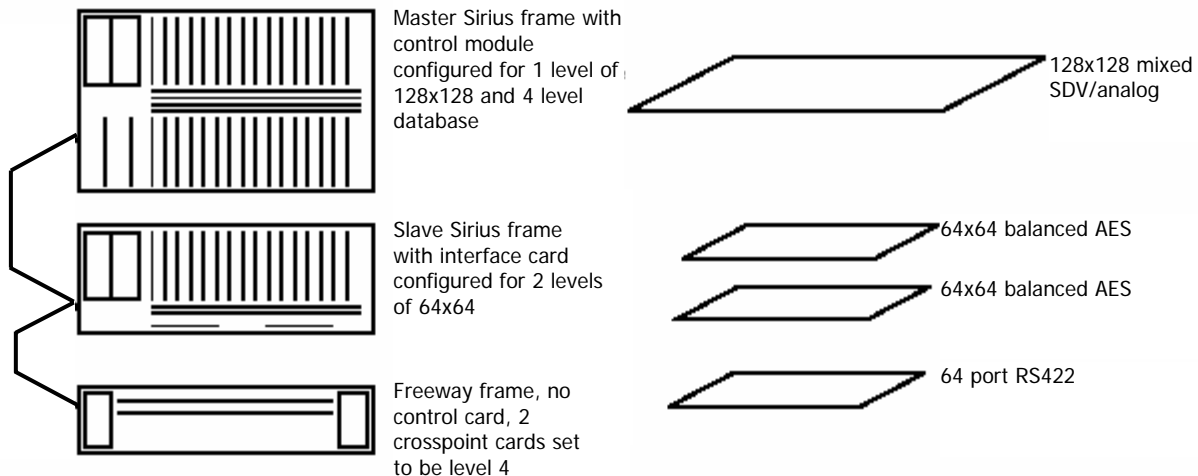 Master Sirius frame with
control module
configured for 1 level of
128x128 and 4 level
database
128x128 mixed
SDV/analog
Slave Sirius frame
with interface card
configured for 2 levels
of 64x64
64x64 balanced AES
64x64 balanced AES
Freeway frame, no
control card, 2
crosspoint cards set
to be level 4
64 port RS422